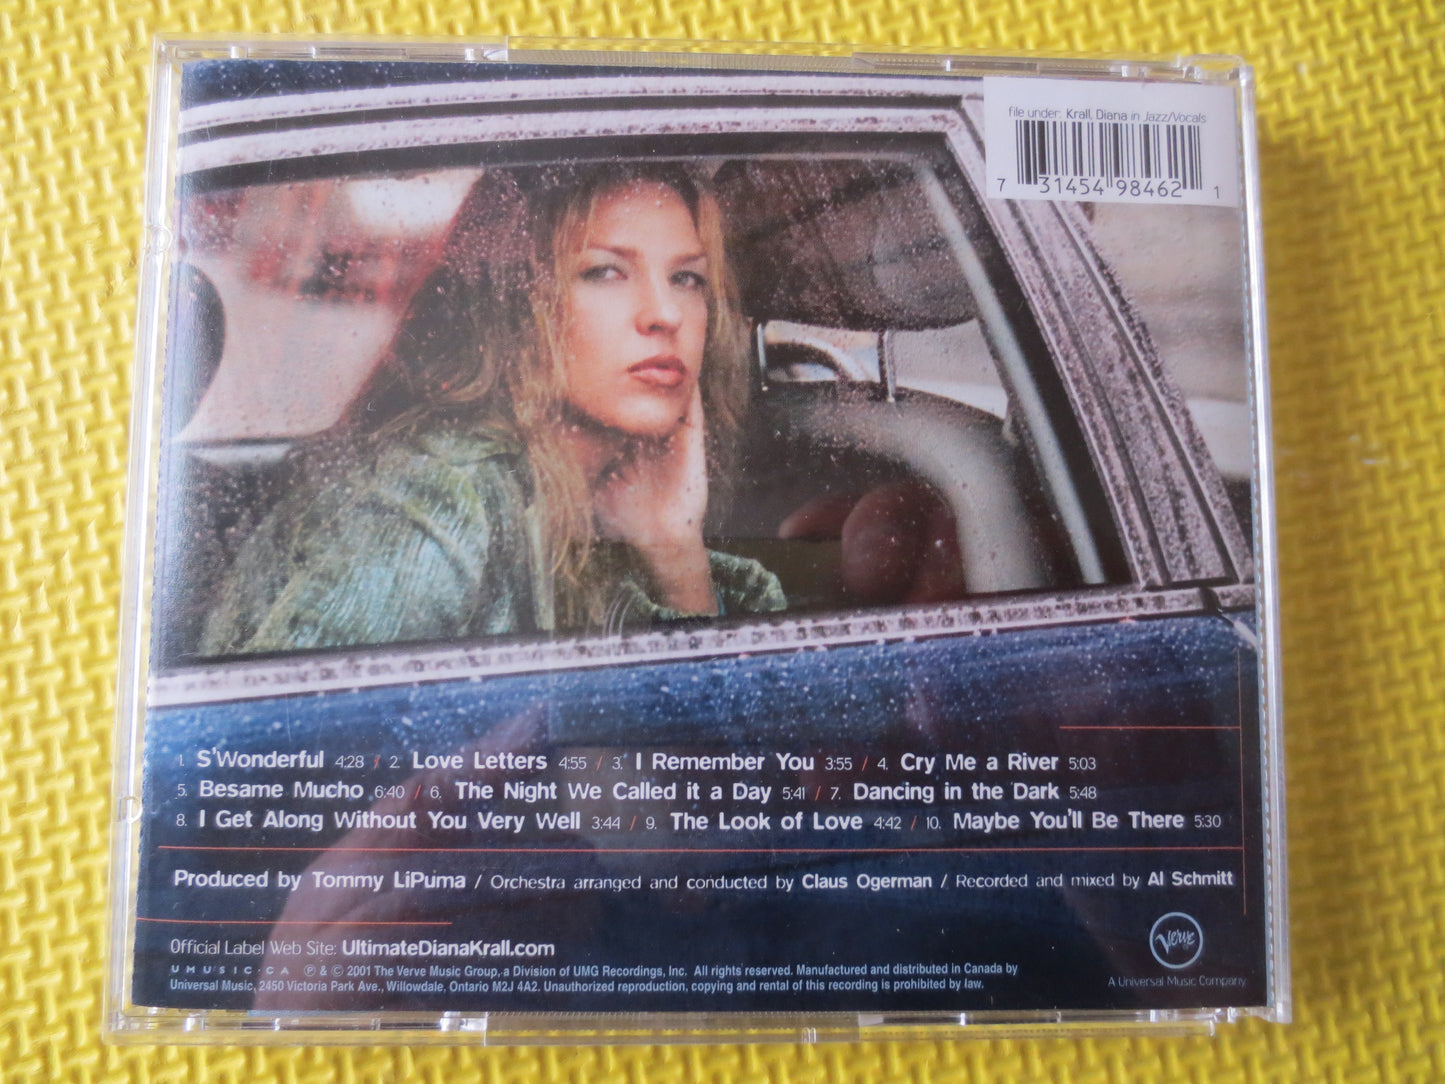 file under: Krall, Diana in Jazz/Vocals
7 31454 98462 1
1. S'Wonderful 4:28 / 2. Love Letters 4:55 / 3. I Remember You 3:55 / 4. Cry Me a River 5:03
5. Besame Mucho 6:40 / 6. The Night We Called it a Day 5:41 / 7. Dancing in the Dark 5:48
8. I Get Along Without You Very Well 3:44 / 9. The Look of Love 4:42 / 10. Maybe You'll Be There 5:30
Produced by Tommy LiPuma / Orchestra arranged and conducted by Claus Ogerman / Recorded and mixed by Al Schmitt
Official Label Web Site: UltimateDianaKrall.com
UMUSIC.CA ℗ & © 2001 The Verve Music Group, a Division of UMG Recordings, Inc. All rights reserved. Manufactured and distributed in Canada by
Universal Music, 2450 Victoria Park Ave., Willowdale, Ontario M2J 4A2. Unauthorized reproduction, copying and rental of this recording is prohibited by law.
Verve
A Universal Music Company